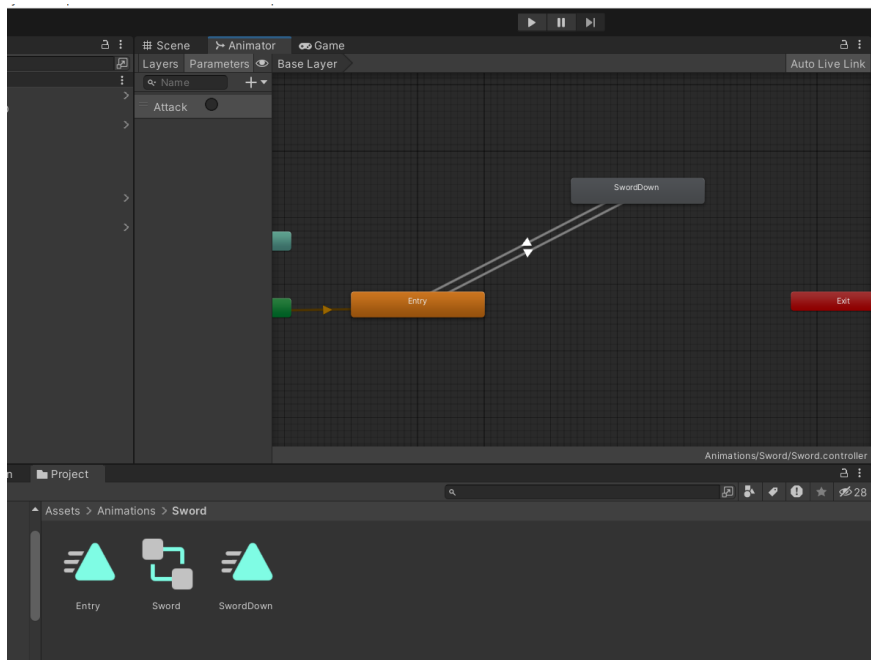 Scene Animator Game
Layers Parameters Base Layer Auto Live Link
Name
Attack
SwordDown
Entry Exit
Animations/Sword/Sword.controller
Project
28
Assets > Animations > Sword
Entry Sword SwordDown